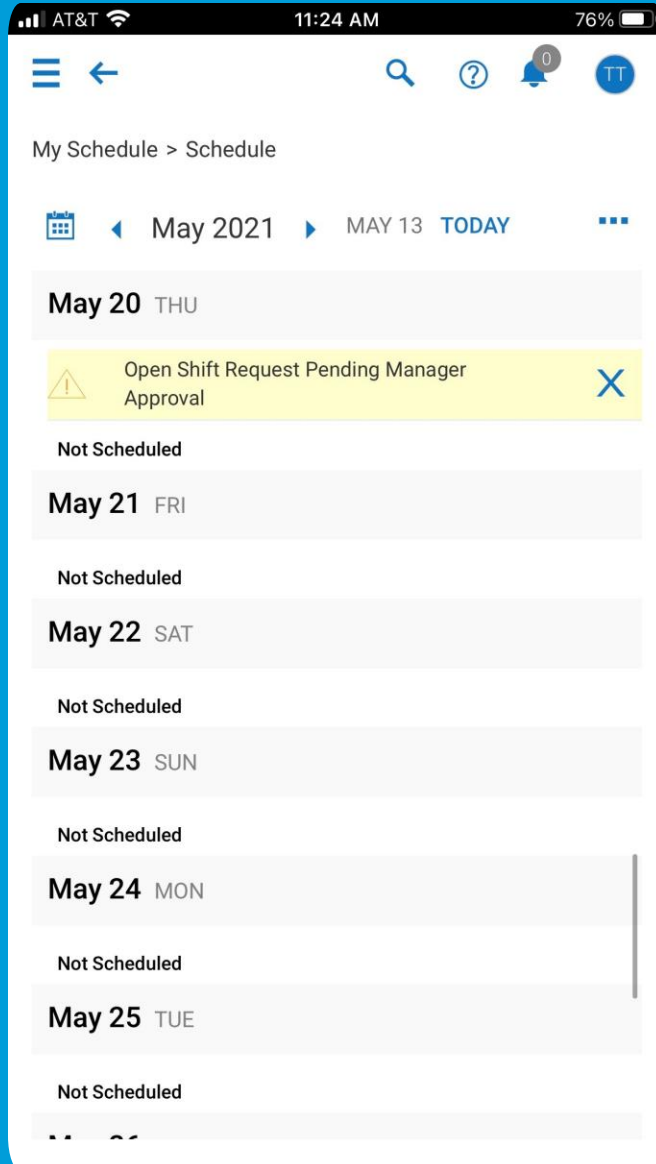 AT&T 11:24 AM 76%
0
TT
My Schedule > Schedule
May 2021 MAY 13 TODAY
May 20 THU
Open Shift Request Pending Manager
Approval
Not Scheduled
May 21 FRI
Not Scheduled
May 22 SAT
Not Scheduled
May 23 SUN
Not Scheduled
May 24 MON
Not Scheduled
May 25 TUE
Not Scheduled